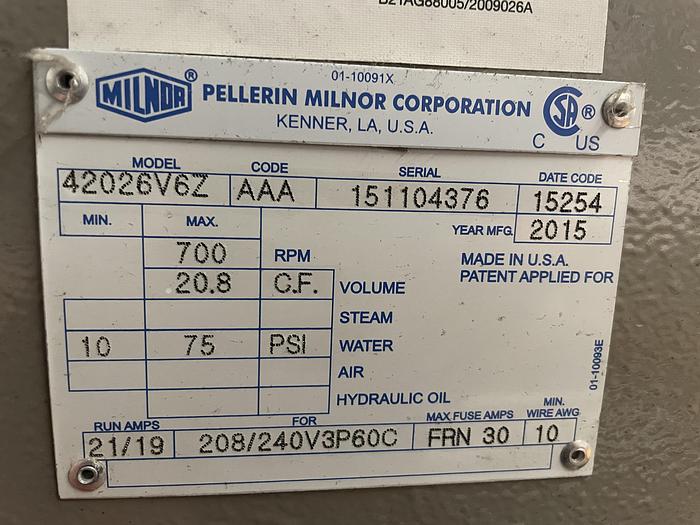 B21AG88005/2009026A
01-10091X
MILNOR® PELLERIN MILNOR CORPORATION
KENNER, LA, U.S.A.
CSA ®
C US
MODEL CODE SERIAL DATE CODE
42026V6Z AAA 151104376 15254
MIN. MAX. YEAR MFG. 2015
700 RPM MADE IN U.S.A.
PATENT APPLIED FOR
20.8 C.F. VOLUME
STEAM
10 75 PSI WATER
AIR
HYDRAULIC OIL
01-10093E
RUN AMPS FOR MAX FUSE AMPS MIN. WIRE AWG
21/19 208/240V3P60C FRN 30 10